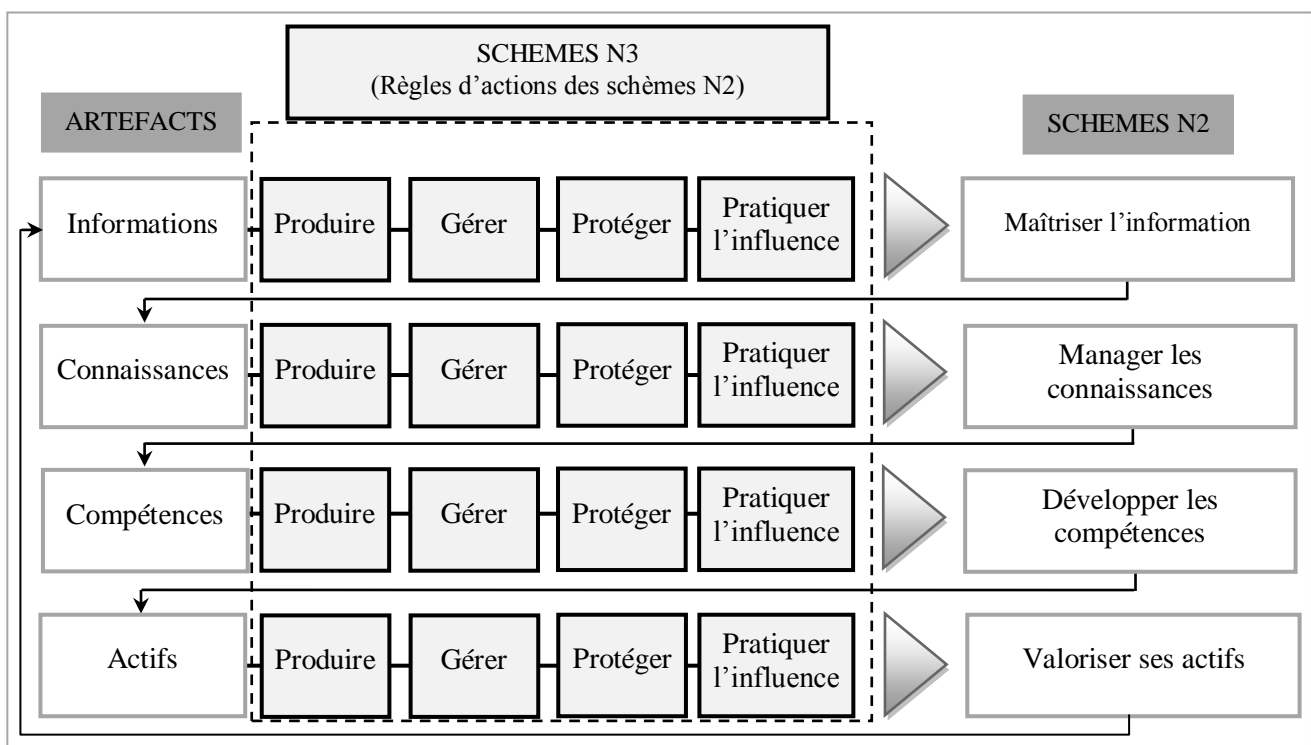 SCHEMES N3
(Règles d'actions des schèmes N2)
ARTEFACTS
SCHEMES N2
Informations
Produire
Gérer
Protéger
Pratiquer
l'influence
Maîtriser l'information
Connaissances
Produire
Gérer
Protéger
Pratiquer
l'influence
Manager les
connaissances
Compétences
Produire
Gérer
Protéger
Pratiquer
l'influence
Développer les
compétences
Actifs
Produire
Gérer
Protéger
Pratiquer
l'influence
Valoriser ses actifs